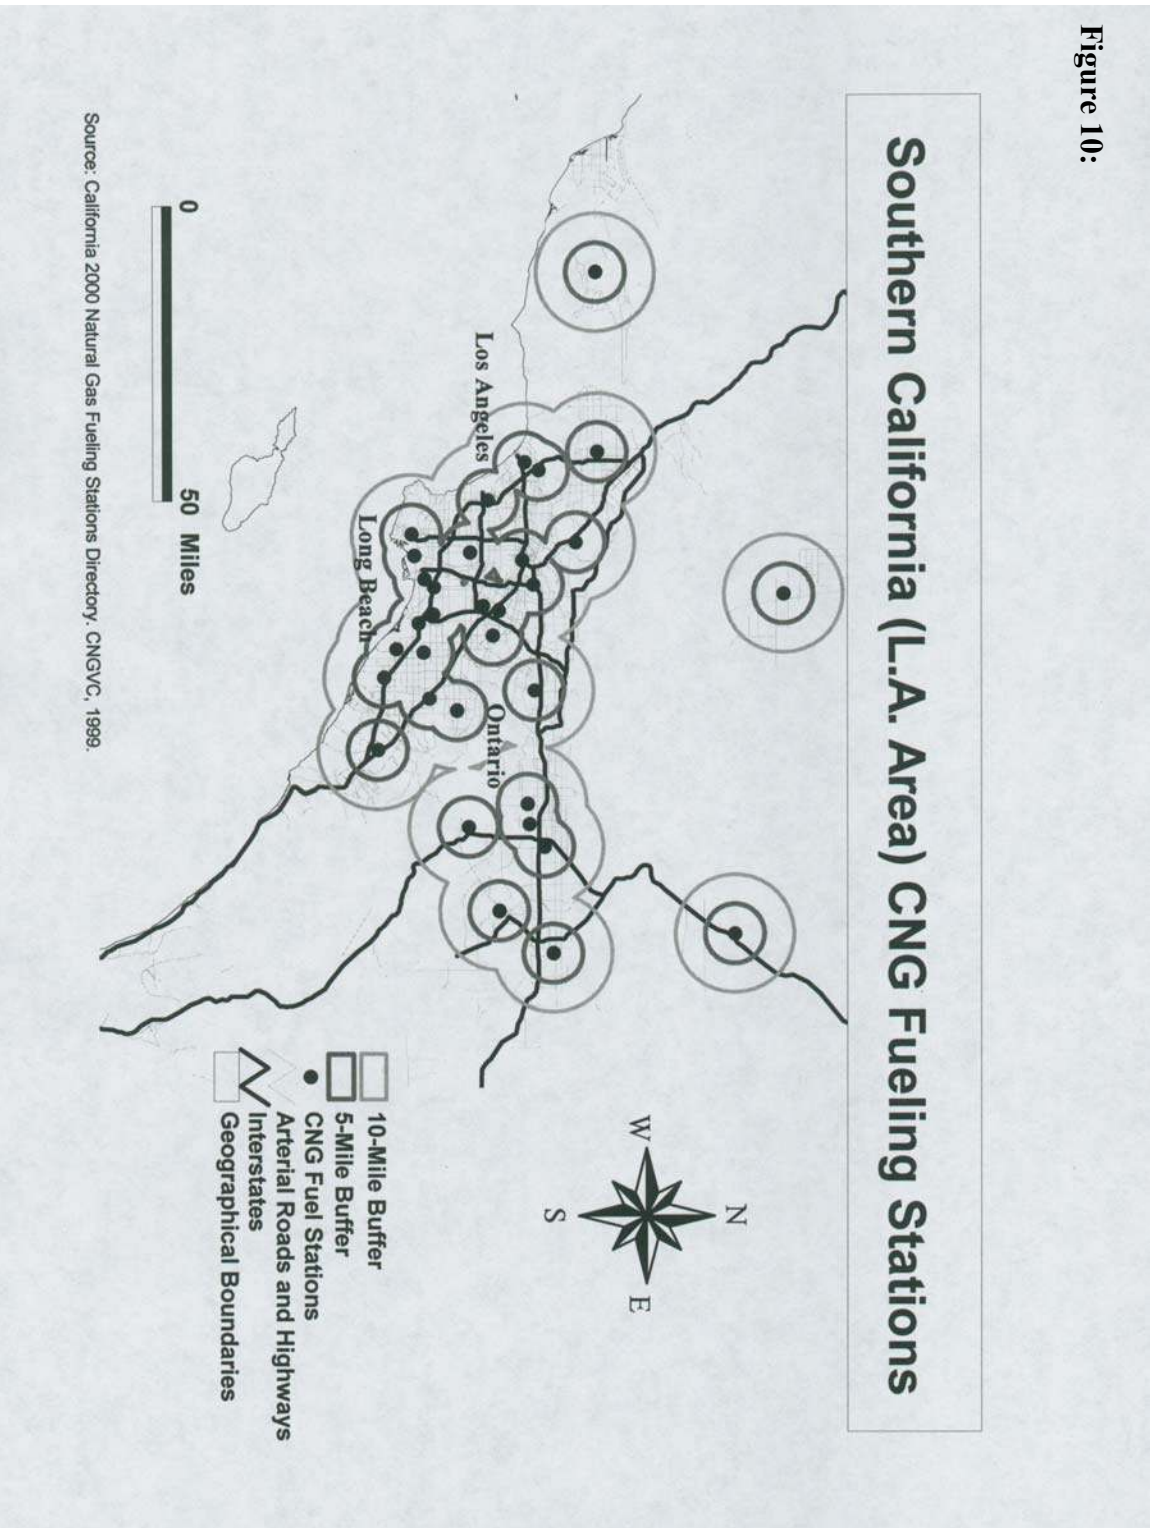 Figure 10:
Southern California (L.A. Area) CNG Fueling Stations
Los Angeles
Long Beach
Ontario
N
W
E
S
10-Mile Buffer
5-Mile Buffer
CNG Fuel Stations
Arterial Roads and Highways
Interstates
Geographical Boundaries
0 50 Miles
Source: California 2000 Natural Gas Fueling Stations Directory. CNGVC, 1999.